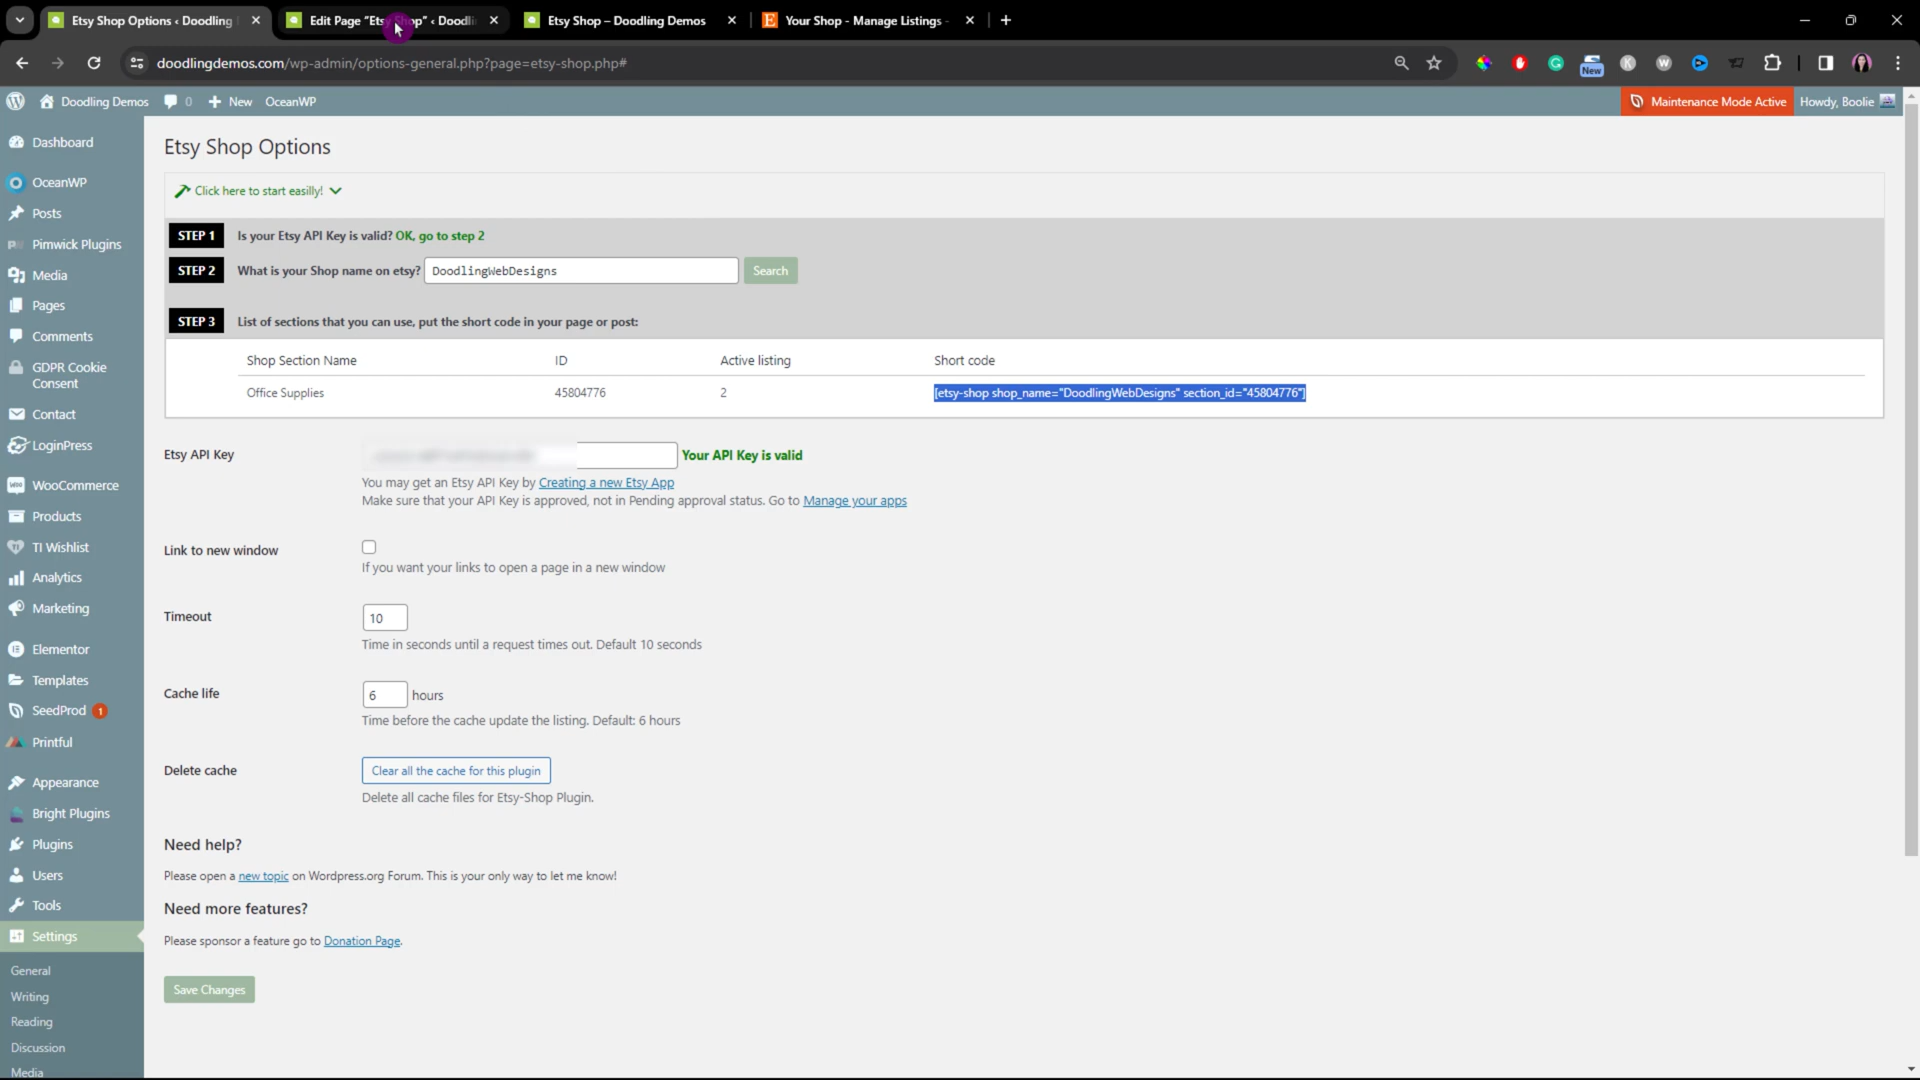 Etsy Shop Options ‹ Doodling
Edit Page "Etsy Shop" ‹ Doodli
Etsy Shop – Doodling Demos
Your Shop - Manage Listings -
doodlingdemos.com/wp-admin/options-general.php?page=etsy-shop.php#
New
Doodling Demos
0
New
OceanWP
Maintenance Mode Active
Howdy, Boolie
Dashboard
OceanWP
Posts
Pimwick Plugins
Media
Pages
Comments
GDPR Cookie
Consent
Contact
LoginPress
WooCommerce
Products
TI Wishlist
Analytics
Marketing
Elementor
Templates
SeedProd 1
Printful
Appearance
Bright Plugins
Plugins
Users
Tools
Settings
General
Writing
Reading
Discussion
Media
Etsy Shop Options
Click here to start easilly!
STEP 1 Is your Etsy API Key is valid? OK, go to step 2
STEP 2 What is your Shop name on etsy? DoodlingWebDesigns Search
STEP 3 List of sections that you can use, put the short code in your page or post:
Shop Section Name ID Active listing Short code
Office Supplies 45804776 2 [etsy-shop shop_name="DoodlingWebDesigns" section_id="45804776"]
Etsy API Key Your API Key is valid
You may get an Etsy API Key by Creating a new Etsy App
Make sure that your API Key is approved, not in Pending approval status. Go to Manage your apps
Link to new window
If you want your links to open a page in a new window
Timeout 10
Time in seconds until a request times out. Default 10 seconds
Cache life 6 hours
Time before the cache update the listing. Default: 6 hours
Delete cache Clear all the cache for this plugin
Delete all cache files for Etsy-Shop Plugin.
Need help?
Please open a new topic on Wordpress.org Forum. This is your only way to let me know!
Need more features?
Please sponsor a feature go to Donation Page.
Save Changes